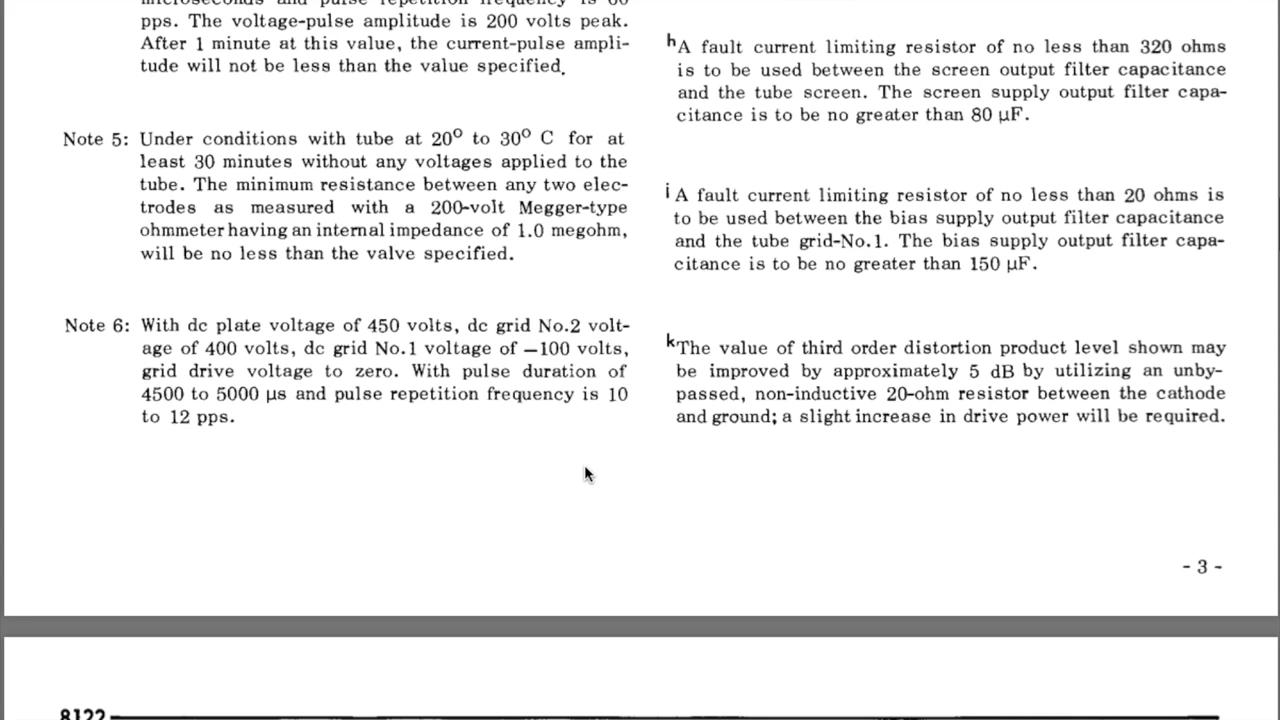 microseconds and pulse repetition frequency is 60
pps. The voltage-pulse amplitude is 200 volts peak.
After 1 minute at this value, the current-pulse ampli-
tude will not be less than the value specified.
Note 5: Under conditions with tube at 20⁰ to 30⁰ C for at
least 30 minutes without any voltages applied to the
tube. The minimum resistance between any two elec-
trodes as measured with a 200-volt Megger-type
ohmmeter having an internal impedance of 1.0 megohm,
will be no less than the valve specified.
Note 6: With dc plate voltage of 450 volts, dc grid No.2 volt-
age of 400 volts, dc grid No.1 voltage of –100 volts,
grid drive voltage to zero. With pulse duration of
4500 to 5000 μs and pulse repetition frequency is 10
to 12 pps.
h A fault current limiting resistor of no less than 320 ohms
is to be used between the screen output filter capacitance
and the tube screen. The screen supply output filter capa-
citance is to be no greater than 80 μF.
i A fault current limiting resistor of no less than 20 ohms is
to be used between the bias supply output filter capacitance
and the tube grid-No.1. The bias supply output filter capa-
citance is to be no greater than 150 μF.
k The value of third order distortion product level shown may
be improved by approximately 5 dB by utilizing an unby-
passed, non-inductive 20-ohm resistor between the cathode
and ground; a slight increase in drive power will be required.
- 3 -
8122